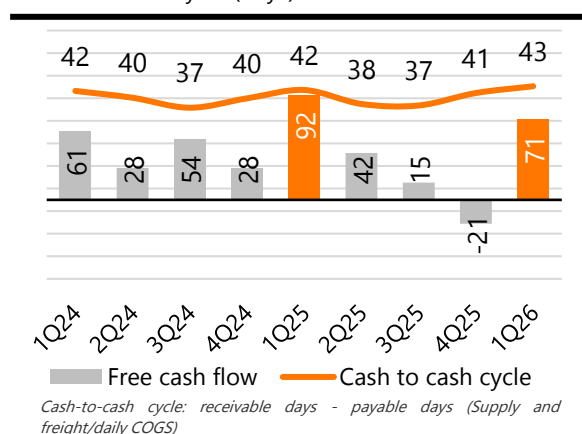 42 40 37 40 42 38 37 41 43
61 28 54 28 92 42 15 -21 71
1Q24 2Q24 3Q24 4Q24 1Q25 2Q25 3Q25 4Q25 1Q26
Free cash flow Cash to cash cycle
Cash-to-cash cycle: receivable days - payable days (Supply and
freight/daily COGS)